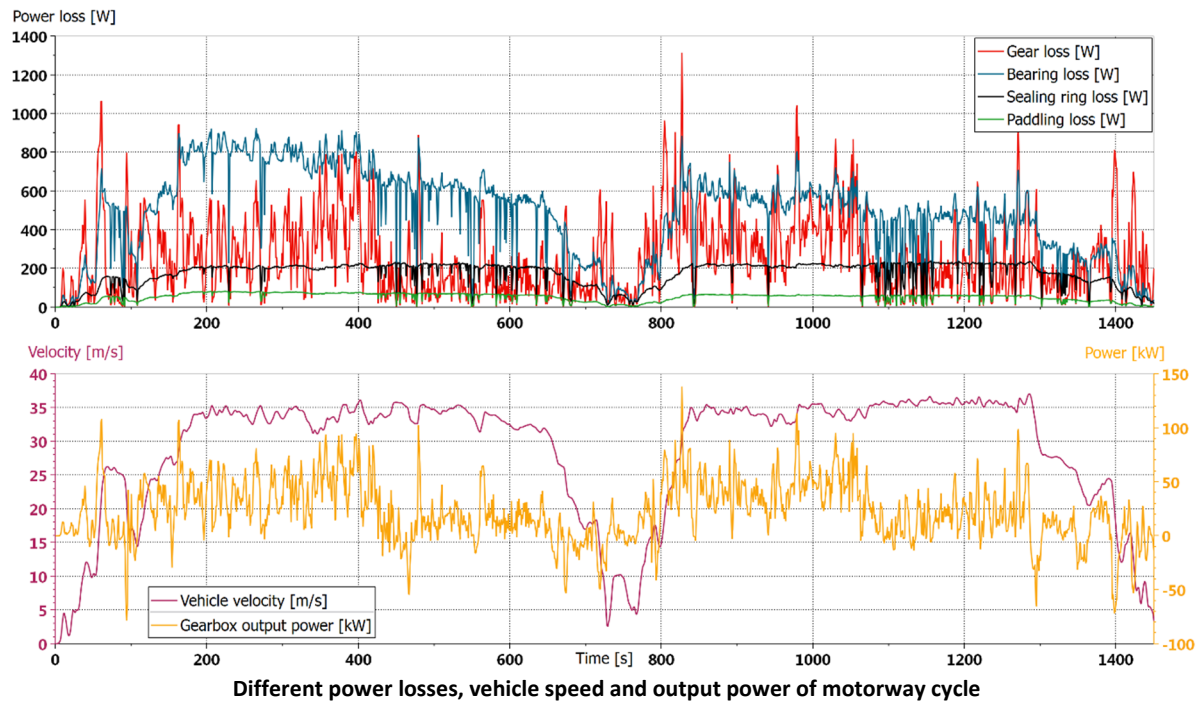 Power loss [W]
1400
1200
1000
800
600
400
200
0
Gear loss [W]
Bearing loss [W]
Sealing ring loss [W]
Paddling loss [W]
0 200 400 600 800 1000 1200 1400
Velocity [m/s] Power [kW]
40
35
30
25
20
15
10
5
0
150
100
50
0
-50
-100
Vehicle velocity [m/s]
Gearbox output power [kW]
0 200 400 600 Time [s] 800 1000 1200 1400
Different power losses, vehicle speed and output power of motorway cycle